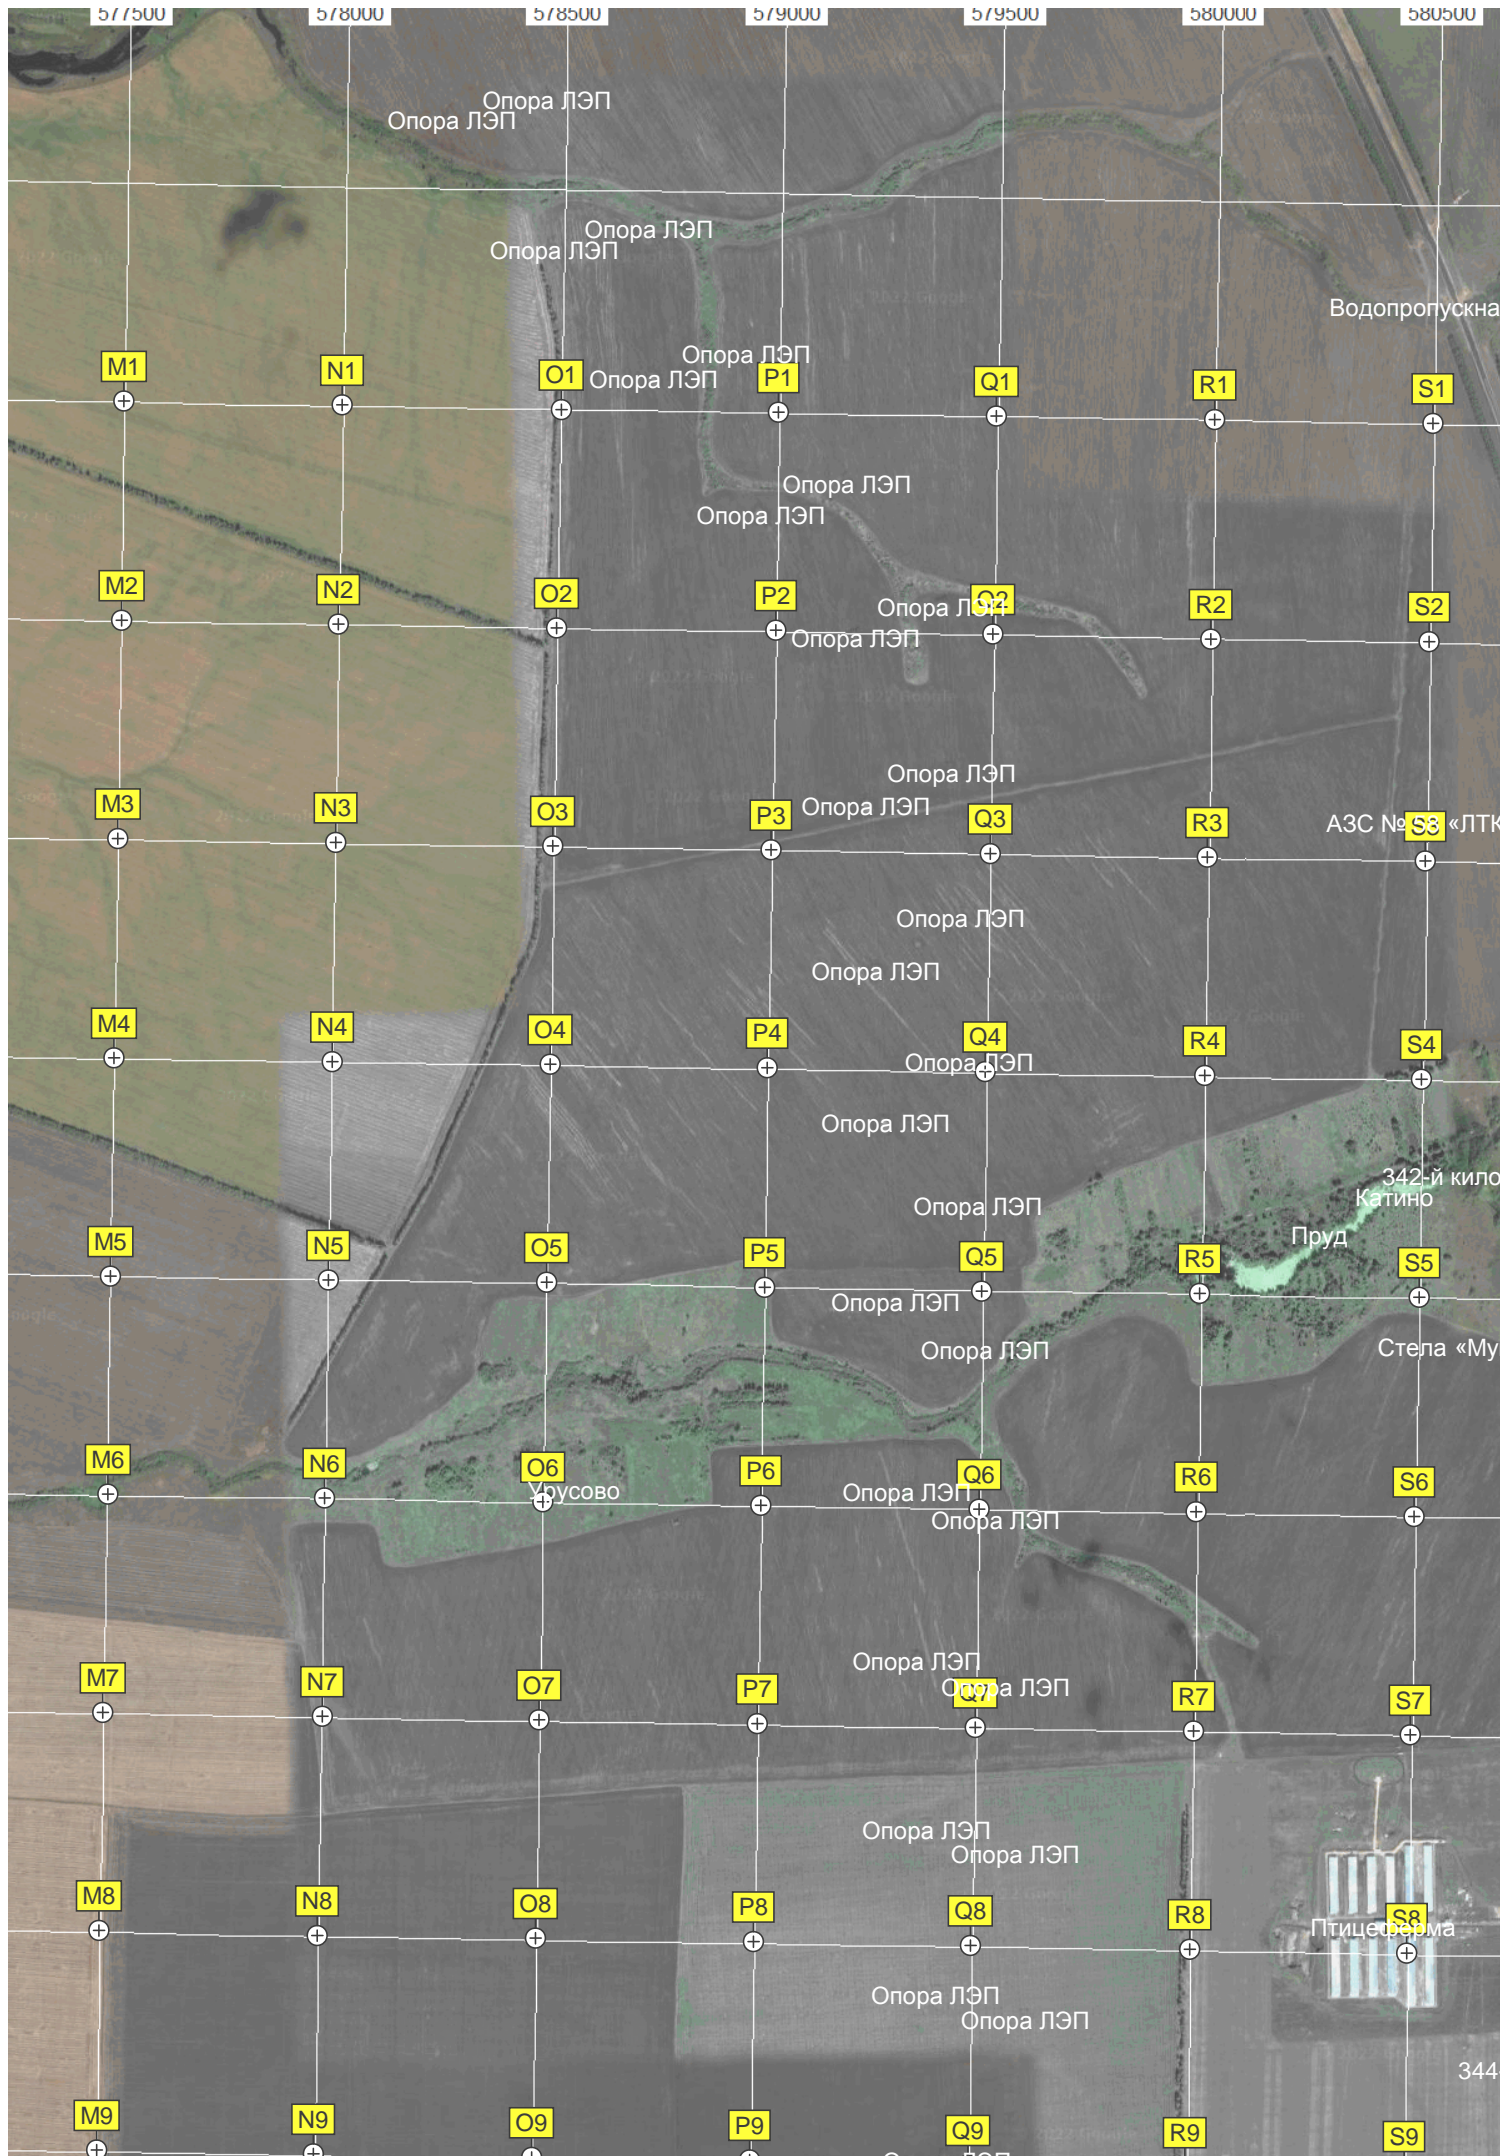 577500 578000 578500 579000 579500 580000 580500
Опора ЛЭП
Опора ЛЭП
Опора ЛЭП
Опора ЛЭП
Водопропускна
Опора ЛЭП
M1 N1 O1 Опора ЛЭП P1 Q1 R1 S1
Опора ЛЭП
Опора ЛЭП
M2 N2 O2 P2 Опора ЛЭП Q2 R2 S2
Опора ЛЭП
Опора ЛЭП
M3 N3 O3 Опора ЛЭП P3 Q3 R3 АЗС № 53 «ЛТК S3
Опора ЛЭП
Опора ЛЭП
M4 N4 O4 P4 Q4 R4 S4
Опора ЛЭП
Опора ЛЭП
342-й кило
Катино
Опора ЛЭП
Пруд
M5 N5 O5 P5 Q5 R5 S5
Опора ЛЭП
Стела «Му
Опора ЛЭП
M6 N6 O6 P6 Q6 R6 S6
Урусово Опора ЛЭП
Опора ЛЭП
Опора ЛЭП
M7 N7 O7 P7 Q7 R7 S7
Опора ЛЭП
Опора ЛЭП
Опора ЛЭП
M8 N8 O8 P8 Q8 R8 S8
Птицеферма
Опора ЛЭП
Опора ЛЭП
344-
M9 N9 O9 P9 Q9 R9 S9